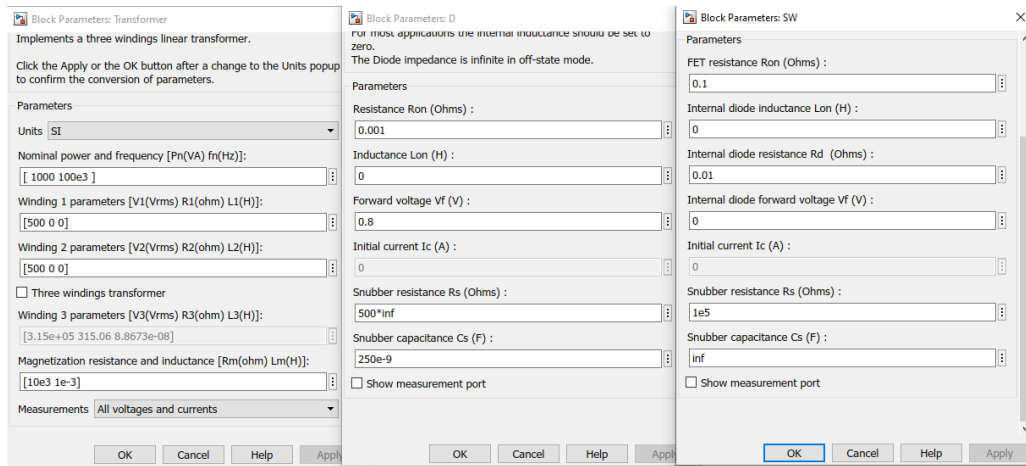 Block Parameters: Transformer
Implements a three windings linear transformer.
Click the Apply or the OK button after a change to the Units popup
to confirm the conversion of parameters.
Parameters
Units SI
Nominal power and frequency [Pn(VA) fn(Hz)]:
[ 1000 100e3 ]
Winding 1 parameters [V1(Vrms) R1(ohm) L1(H)]:
[500 0 0]
Winding 2 parameters [V2(Vrms) R2(ohm) L2(H)]:
[500 0 0]
Three windings transformer
Winding 3 parameters [V3(Vrms) R3(ohm) L3(H)]:
[3.15e+05 315.06 8.8673e-08]
Magnetization resistance and inductance [Rm(ohm) Lm(H)]:
[10e3 1e-3]
Measurements All voltages and currents
OK Cancel Help Apply
Block Parameters: D
For most applications the internal inductance should be set to
zero.
The Diode impedance is infinite in off-state mode.
Parameters
Resistance Ron (Ohms) :
0.001
Inductance Lon (H) :
0
Forward voltage Vf (V) :
0.8
Initial current Ic (A) :
0
Snubber resistance Rs (Ohms) :
500*inf
Snubber capacitance Cs (F) :
250e-9
Show measurement port
OK Cancel Help Appl
Block Parameters: SW
Parameters
FET resistance Ron (Ohms) :
0.1
Internal diode inductance Lon (H) :
0
Internal diode resistance Rd (Ohms) :
0.01
Internal diode forward voltage Vf (V) :
0
Initial current Ic (A) :
0
Snubber resistance Rs (Ohms) :
1e5
Snubber capacitance Cs (F) :
inf
Show measurement port
OK Cancel Help Apply